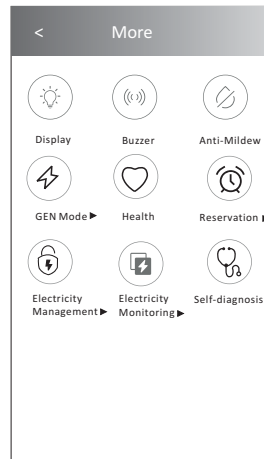 < More
Display Buzzer Anti-Mildew
GEN Mode▶ Health Reservation
Electricity Electricity Self-diagnosis
Management▶ Monitoring▶